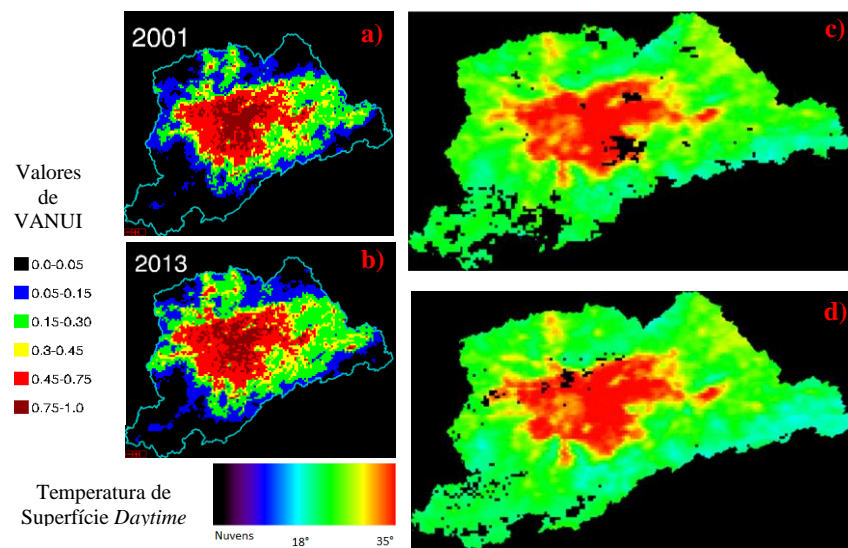 2001
a)
c)
Valores
de
VANUI
0.0-0.05
0.05-0.15
0.15-0.30
0.3-0.45
0.45-0.75
0.75-1.0
2013
b)
d)
Temperatura de
Superfície Daytime
Nuvens 18° 35°